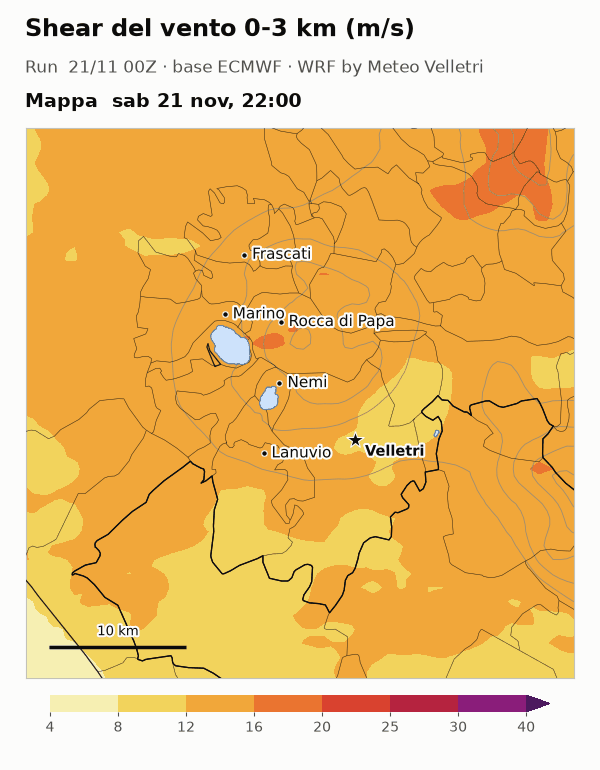 Shear del vento 0-3 km (m/s)
Run  21/11 00Z · base ECMWF · WRF by Meteo Velletri
Mappa  sab 21 nov, 22:00
Frascati
Marino
Rocca di Papa
Nemi
Velletri
Lanuvio
10 km
4 8 12 16 20 25 30 40